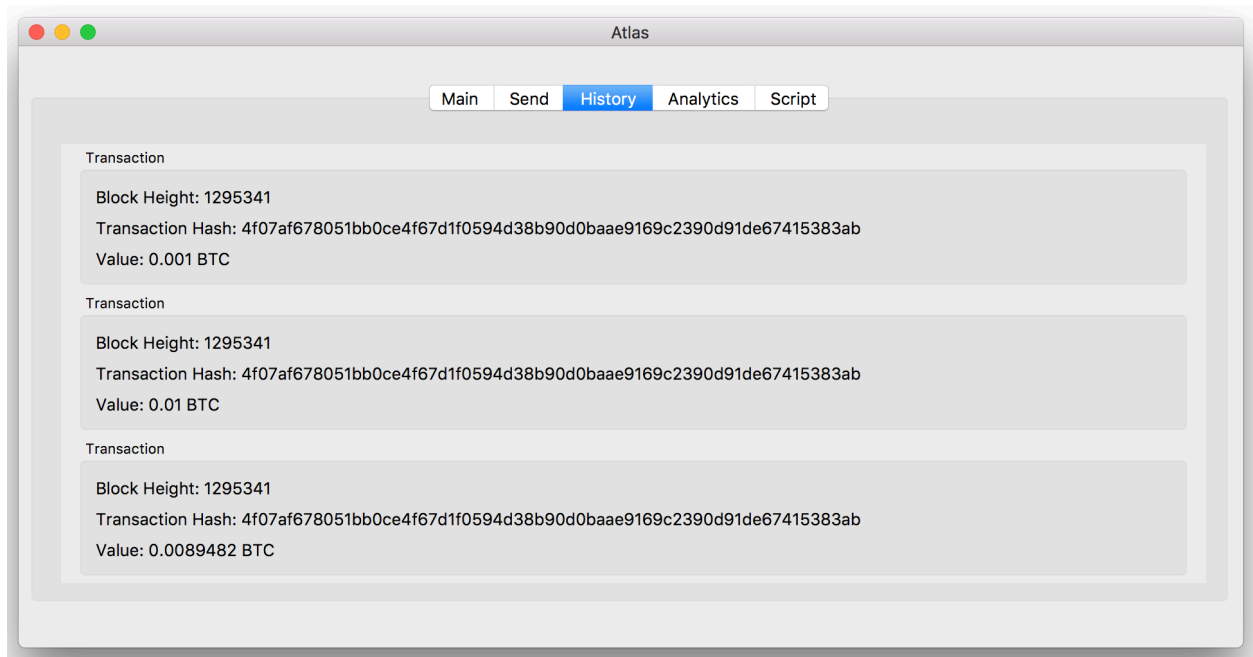 Atlas
Main Send History Analytics Script
Transaction
Block Height: 1295341
Transaction Hash: 4f07af678051bb0ce4f67d1f0594d38b90d0baae9169c2390d91de67415383ab
Value: 0.001 BTC
Transaction
Block Height: 1295341
Transaction Hash: 4f07af678051bb0ce4f67d1f0594d38b90d0baae9169c2390d91de67415383ab
Value: 0.01 BTC
Transaction
Block Height: 1295341
Transaction Hash: 4f07af678051bb0ce4f67d1f0594d38b90d0baae9169c2390d91de67415383ab
Value: 0.0089482 BTC